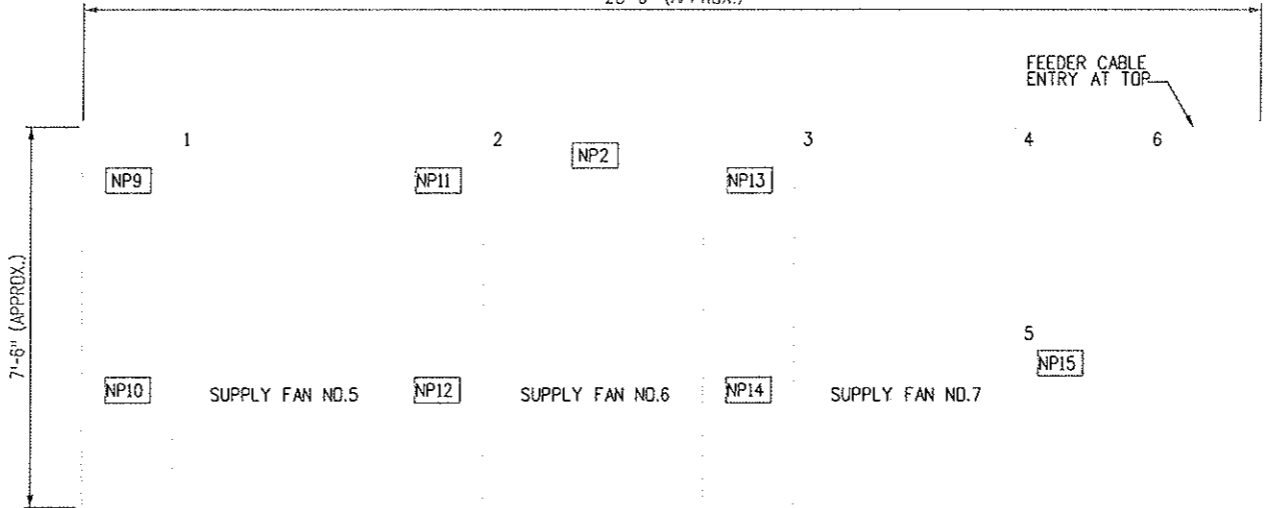 (APPROX.)
FEEDER CABLE
ENTRY AT TOP
1
2
3
4
6
NP2
NP9
NP11
NP13
7'-6" (APPROX.)
5
NP15
NP10
SUPPLY FAN NO.5
NP12
SUPPLY FAN NO.6
NP14
SUPPLY FAN NO.7